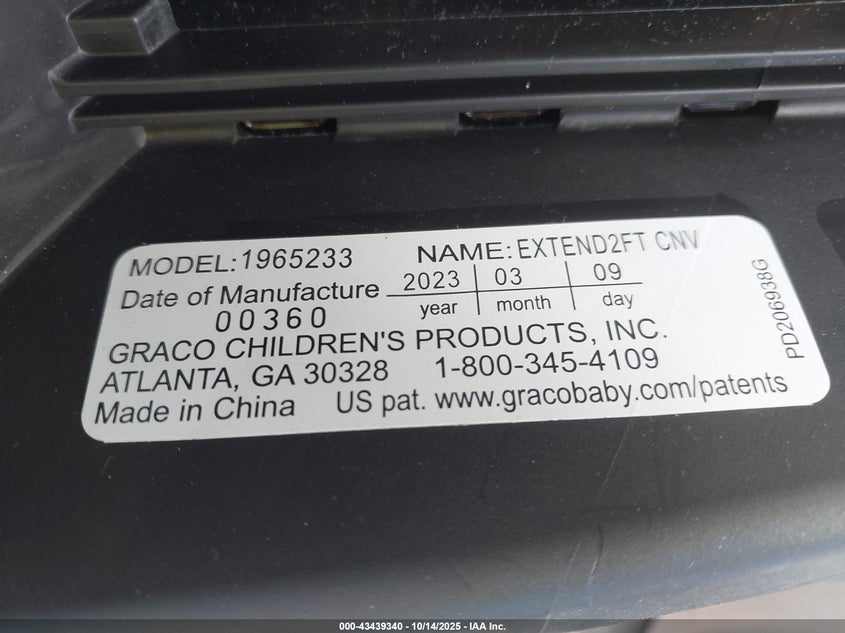 MODEL: 1965233 NAME: EXTEND2FT CNV
Date of Manufacture 2023 03 09
year month day
00360
GRACO CHILDREN'S PRODUCTS, INC.
ATLANTA, GA 30328 1-800-345-4109
Made in China US pat. www.gracobaby.com/patents
PD206938G
000-43439340 - 10/14/2025 - IAA Inc.